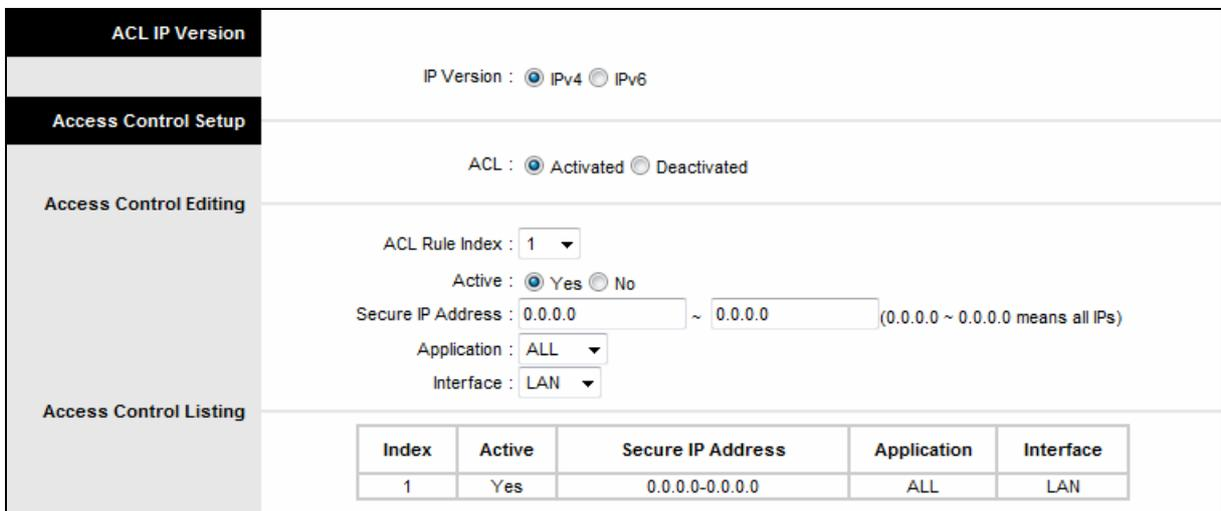 ACL IP Version
IP Version : IPv4 IPv6
Access Control Setup
ACL : Activated Deactivated
Access Control Editing
ACL Rule Index : 1
Active : Yes No
Secure IP Address : 0.0.0.0 ~ 0.0.0.0 (0.0.0.0 ~ 0.0.0.0 means all IPs)
Application : ALL
Interface : LAN
Access Control Listing
Index Active Secure IP Address Application Interface
1 Yes 0.0.0.0-0.0.0.0 ALL LAN